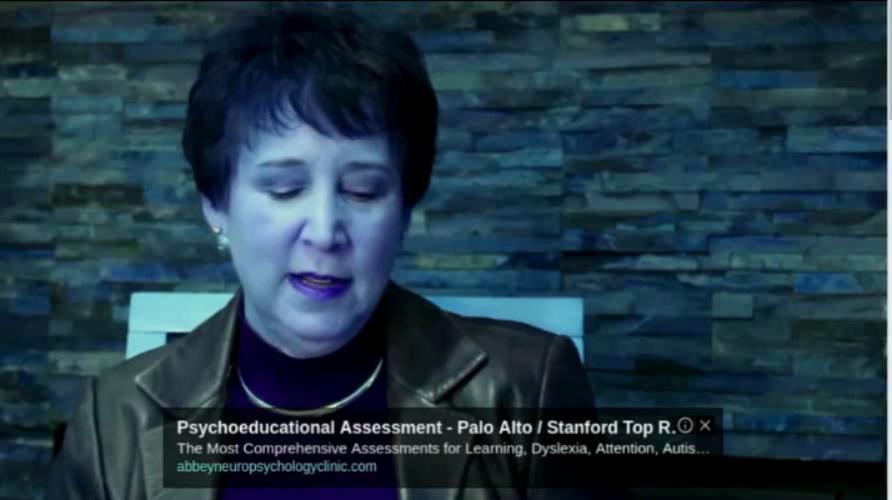 Psychoeducational Assessment - Palo Alto / Stanford Top R.
The Most Comprehensive Assessments for Learning, Dyslexia, Attention, Autis...
abbeyneuropsychologyclinic.com